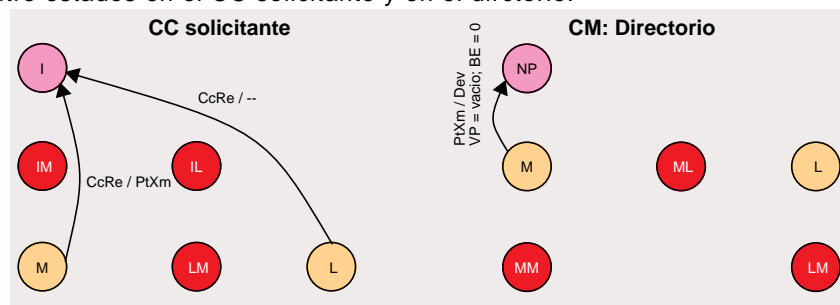 CC solicitante
CM: Directorio
I
NP
CcRe / --
PtXm / Dev
VP = vacio; BE = 0
IM
IL
CcRe / PtXm
M
ML
L
M
LM
L
MM
LM